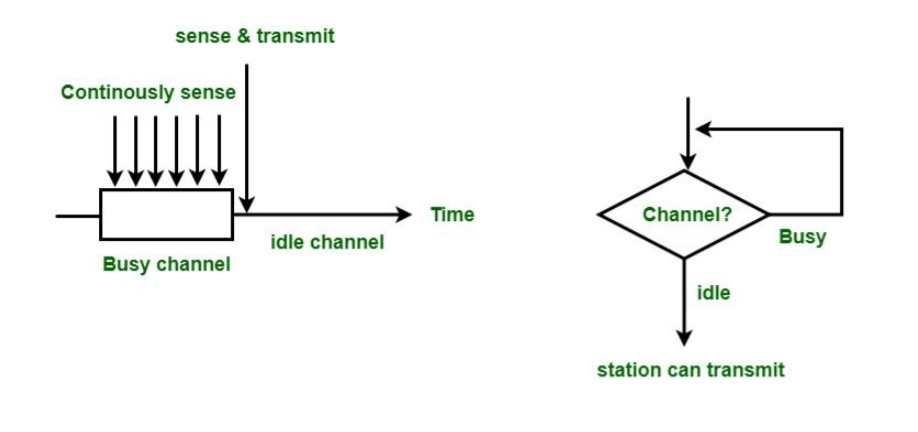 sense & transmit
Continously sense
Time
idle channel
Busy channel
Channel?
Busy
idle
station can transmit